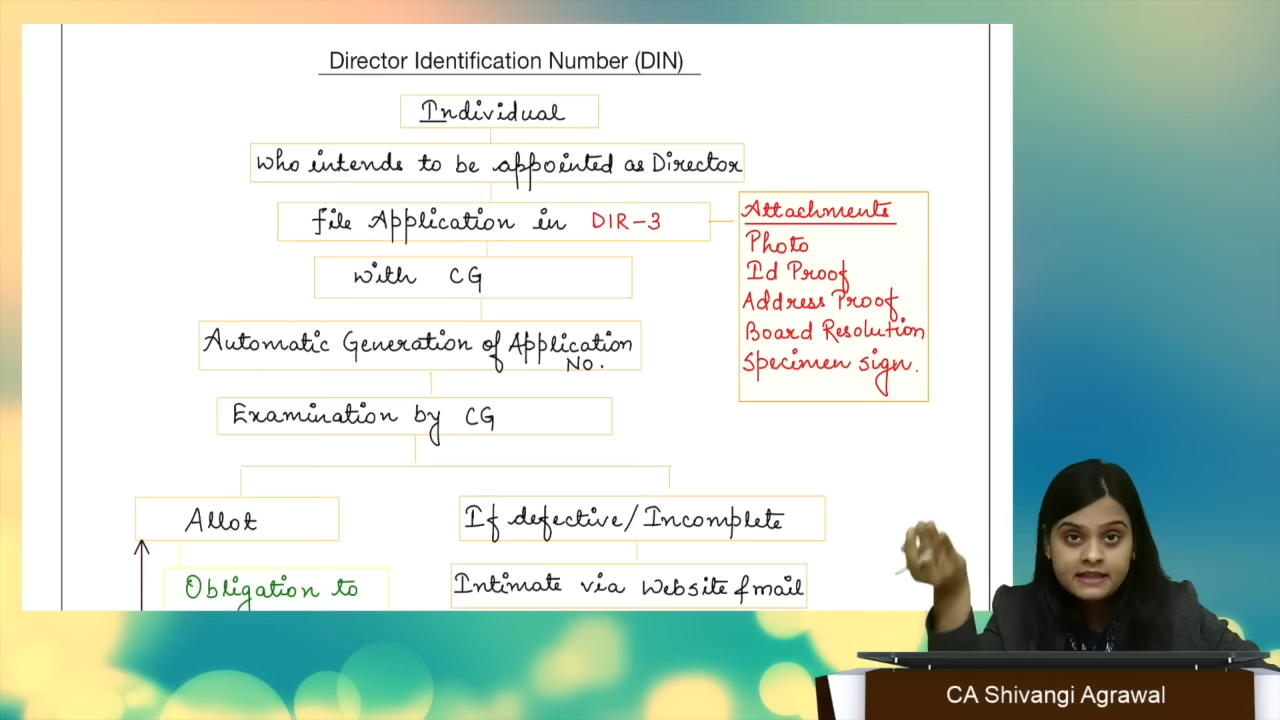 Director Identification Number (DIN)
Individual
who intends to be appointed as Director
file Application in DIR-3
with CG
Automatic Generation of Application
No.
Examination by CG
Allot
Obligation to
If defective/Incomplete
Intimate via Website & mail
Attachments
Photo
Id Proof
Address Proof
Board Resolution
Specimen sign.
CA Shivangi Agrawal